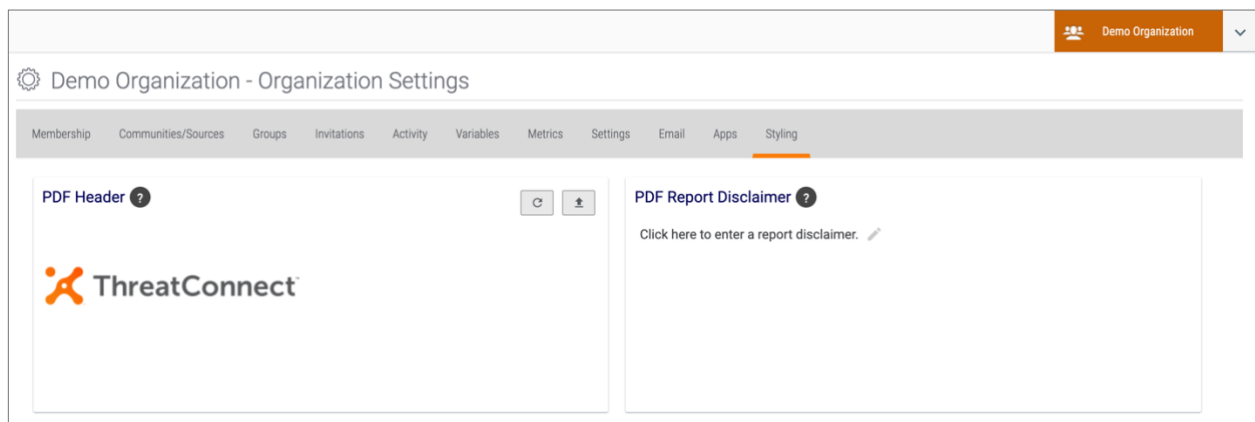 Demo Organization
Demo Organization - Organization Settings
Membership Communities/Sources Groups Invitations Activity Variables Metrics Settings Email Apps Styling
PDF Header ?
PDF Report Disclaimer ?
Click here to enter a report disclaimer.
ThreatConnect™